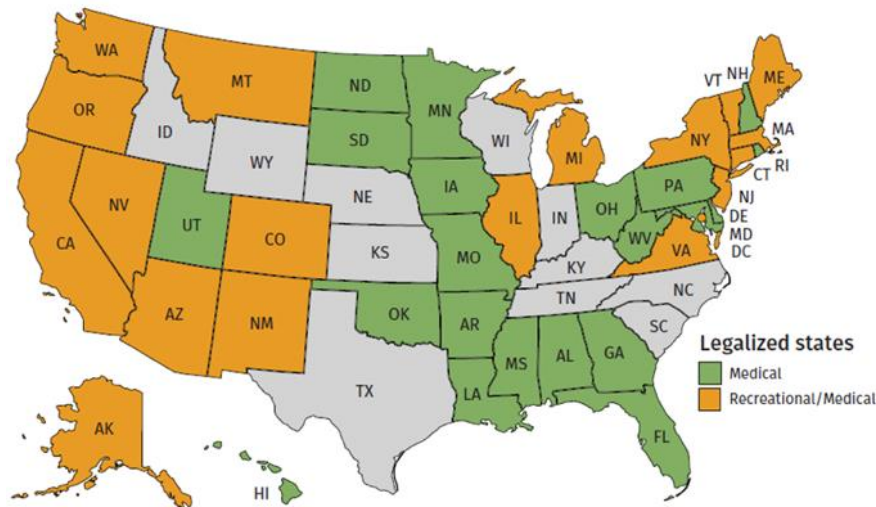 WA
MT
ND
MN
VT
NH
ME
OR
ID
WY
SD
WI
MI
NY
MA
RI
CT
NV
UT
CO
NE
IA
IL
IN
OH
PA
NJ
DE
MD
DC
CA
KS
MO
WV
VA
KY
AZ
NM
OK
AR
TN
NC
SC
TX
LA
MS
AL
GA
FL
AK
HI
Legalized states
Medical
Recreational/Medical